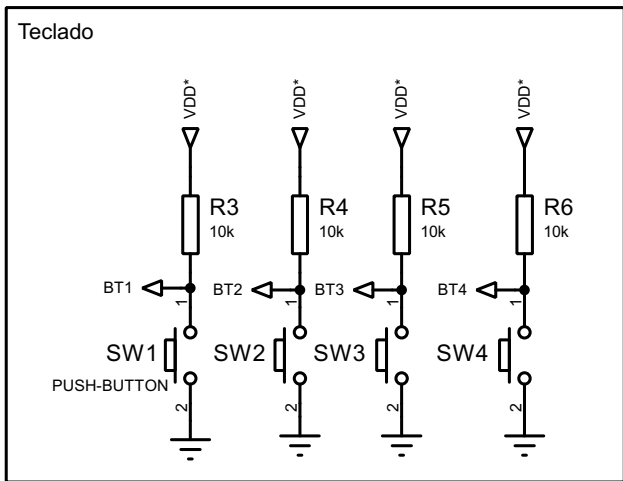 Teclado
VDD* VDD* VDD* VDD*
R3 R4 R5 R6
10k 10k 10k 10k
BT1 BT2 BT3 BT4
1 1 1 1
SW1 SW2 SW3 SW4
PUSH-BUTTON
2 2 2 2